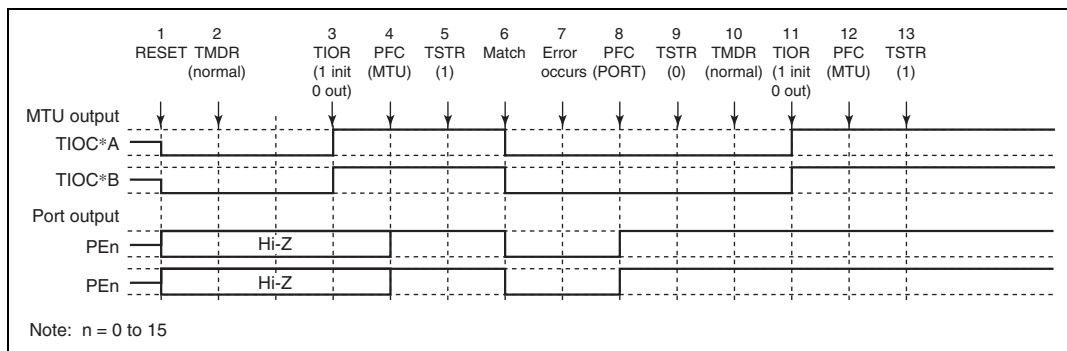 1 2 3 4 5 6 7 8 9 10 11 12 13
RESET TMDR TIOR PFC TSTR Match Error PFC TSTR TMDR TIOR PFC TSTR
(normal) (1 init (MTU) (1) occurs (PORT) (0) (normal) (1 init (MTU) (1)
0 out) 0 out)
MTU output
TIOC*A
TIOC*B
Port output
PEn Hi-Z
PEn Hi-Z
Note: n = 0 to 15